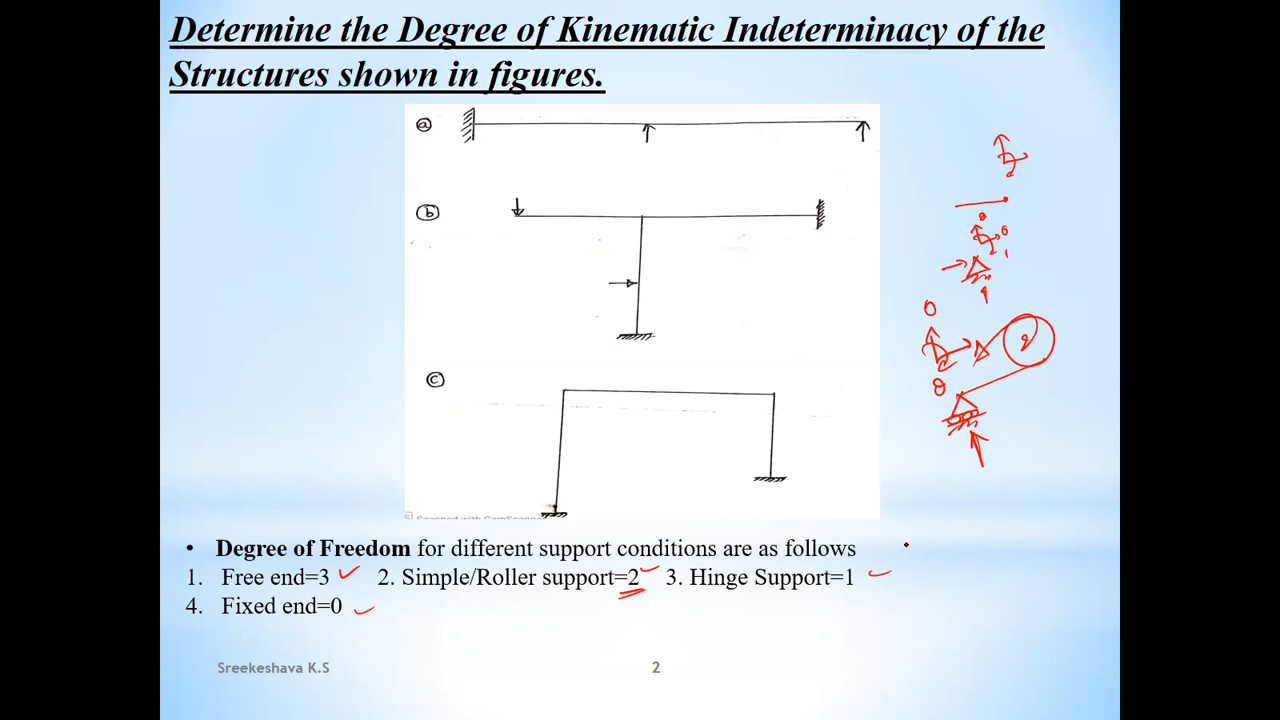 Determine the Degree of Kinematic Indeterminacy of the
Structures shown in figures.
a
b
c
• Degree of Freedom for different support conditions are as follows
1. Free end=3 2. Simple/Roller support=2 3. Hinge Support=1
4. Fixed end=0
Sreekeshava K.S
2